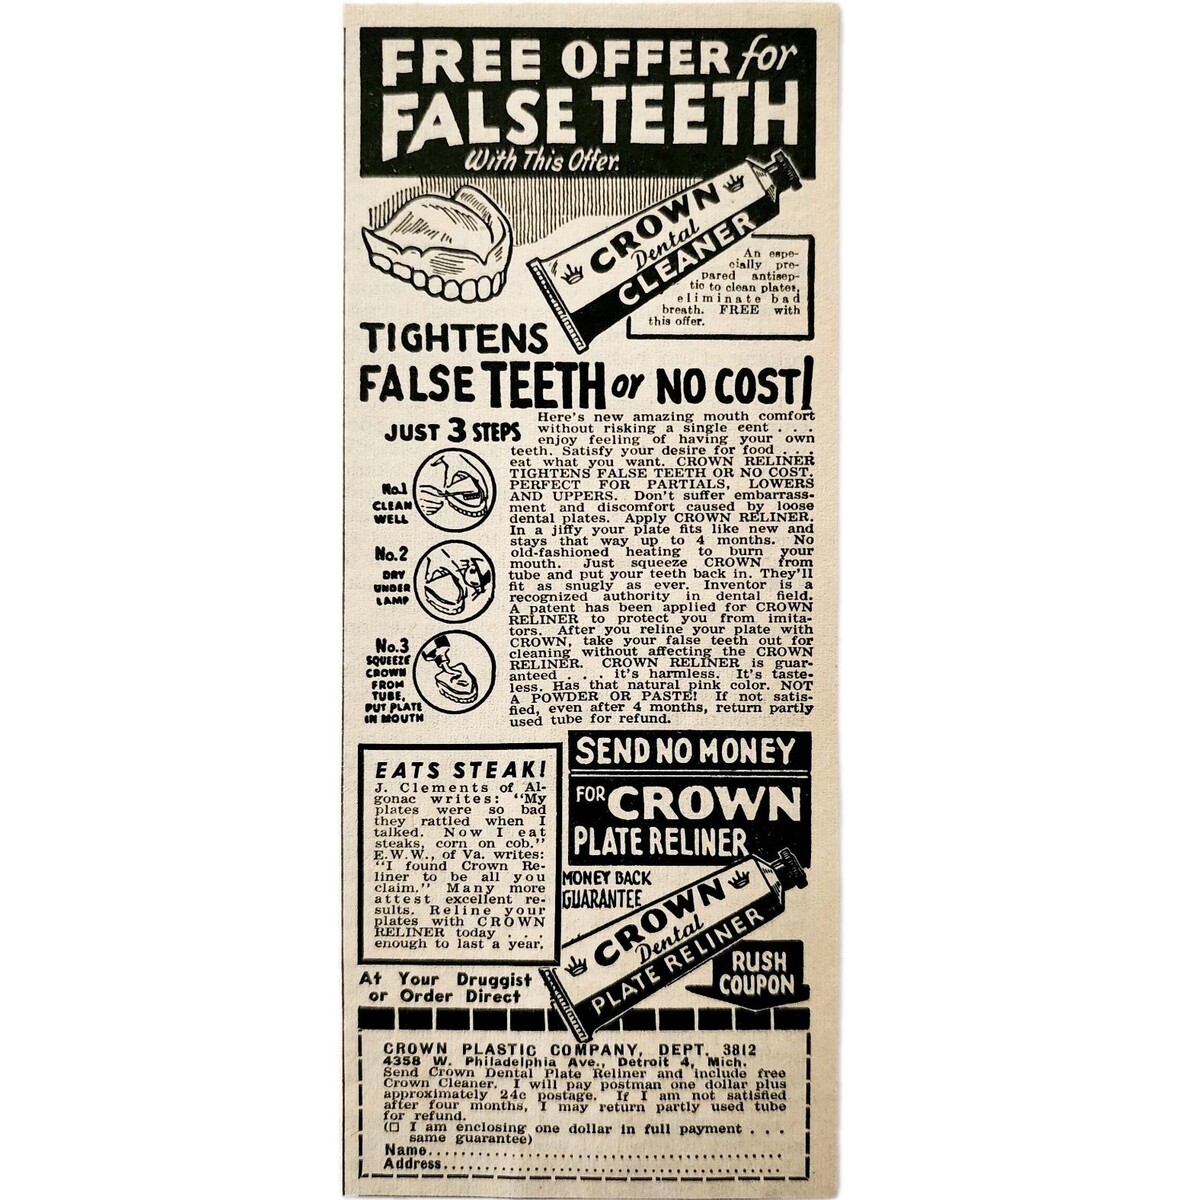 FREE OFFER for
FALSE TEETH
With This Offer.
CROWN
Dental
CLEANER
An espe-
cially pre-
pared antisep-
tic to clean plates,
eliminate bad
breath. FREE with
this offer.
TIGHTENS
FALSE TEETH or NO COST!
JUST 3 STEPS
No.1
CLEAN
WELL
No.2
DRY
UNDER
LAMP
No.3
SQUEEZE
CROWN
FROM
TUBE,
PUT PLATE
IN MOUTH
Here's new amazing mouth comfort
without risking a single cent . . .
enjoy feeling of having your own
teeth. Satisfy your desire for food . . .
eat what you want. CROWN RELINER
TIGHTENS FALSE TEETH OR NO COST.
PERFECT FOR PARTIALS, LOWERS
AND UPPERS. Don't suffer embarrass-
ment and discomfort caused by loose
dental plates. Apply CROWN RELINER.
In a jiffy your plate fits like new and
stays that way up to 4 months. No
old-fashioned heating to burn your
mouth. Just squeeze CROWN from
tube and put your teeth back in. They'll
fit as snugly as ever. Inventor is a
recognized authority in dental field.
A patent has been applied for CROWN
RELINER to protect you from imita-
tors. After you reline your plate with
CROWN, take your false teeth out for
cleaning without affecting the CROWN
RELINER. CROWN RELINER is guar-
anteed . . . it's harmless. It's taste-
less. Has that natural pink color. NOT
A POWDER OR PASTE! If not satis-
fied, even after 4 months, return partly
used tube for refund.
EATS STEAK!
J. Clements of Al-
gonac writes: "My
plates were so bad
they rattled when I
talked. Now I eat
steaks, corn on cob."
E.W.W., of Va. writes:
"I found Crown Re-
liner to be all you
claim." Many more
attest excellent re-
sults. Reline your
plates with CROWN
RELINER today . . .
enough to last a year.
SEND NO MONEY
FOR CROWN
PLATE RELINER
MONEY BACK
GUARANTEE
CROWN
Dental
PLATE RELINER
RUSH
COUPON
At Your Druggist
or Order Direct
CROWN PLASTIC COMPANY, DEPT. 3812
4358 W. Philadelphia Ave., Detroit 4, Mich.
Send Crown Dental Plate Reliner and include free
Crown Cleaner. I will pay postman one dollar plus
approximately 24c postage. If I am not satisfied
after four months, I may return partly used tube
for refund.
(□ I am enclosing one dollar in full payment . . .
same guarantee)
Name...............................................
Address.............................................